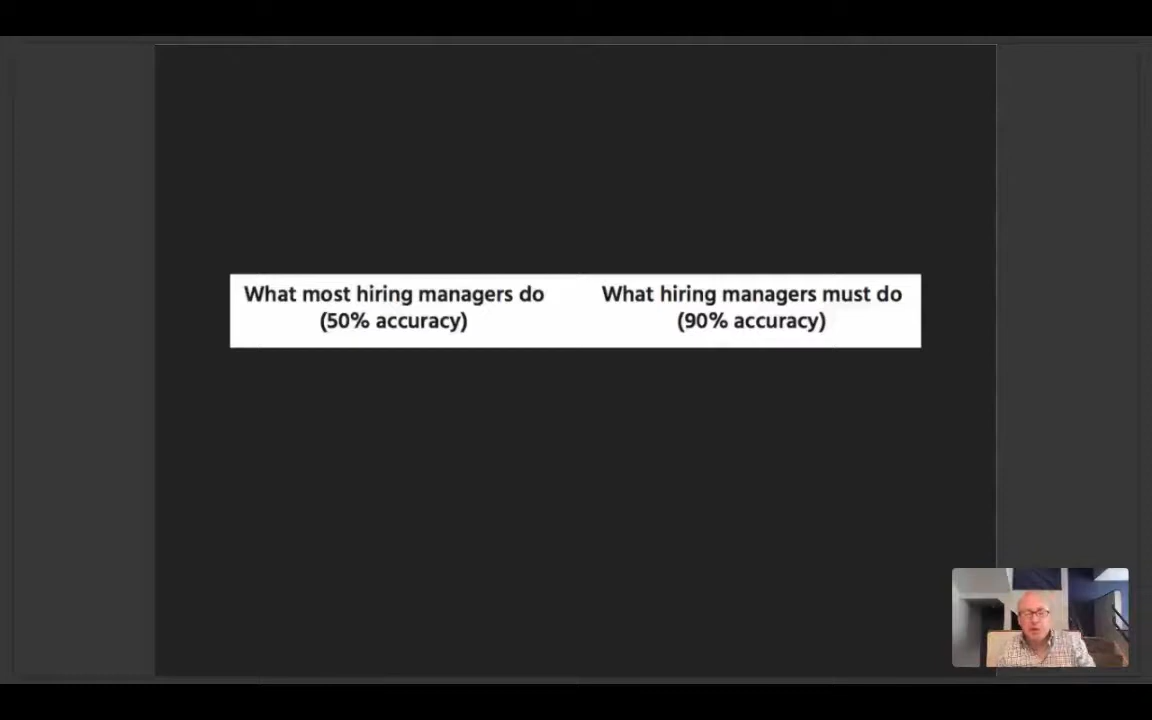 What most hiring managers do
(50% accuracy)
What hiring managers must do
(90% accuracy)